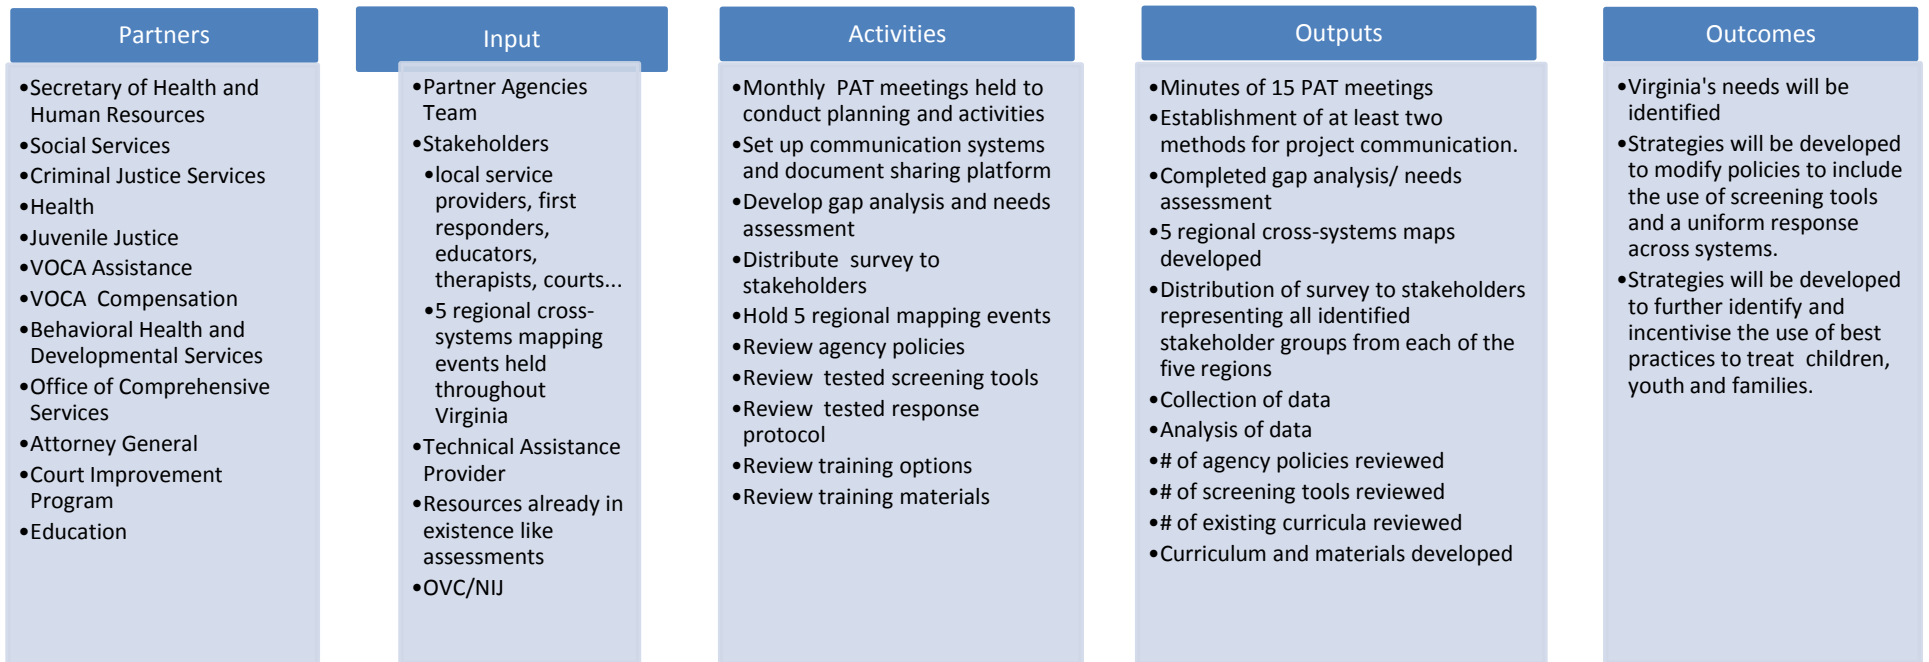 Partners
•Secretary of Health and
Human Resources
•Social Services
•Criminal Justice Services
•Health
•Juvenile Justice
•VOCA Assistance
•VOCA  Compensation
•Behavioral Health and
Developmental Services
•Office of Comprehensive
Services
•Attorney General
•Court Improvement
Program
•Education
Input
•Partner Agencies
Team
•Stakeholders
•local service
providers, first
responders,
educators,
therapists, courts...
•5 regional cross-
systems mapping
events held
throughout
Virginia
•Technical Assistance
Provider
•Resources already in
existence like
assessments
•OVC/NIJ
Activities
•Monthly  PAT meetings held to
conduct planning and activities
•Set up communication systems
and document sharing platform
•Develop gap analysis and needs
assessment
•Distribute  survey to
stakeholders
•Hold 5 regional mapping events
•Review agency policies
•Review  tested screening tools
•Review  tested response
protocol
•Review training options
•Review training materials
Outputs
•Minutes of 15 PAT meetings
•Establishment of at least two
methods for project communication.
•Completed gap analysis/ needs
assessment
•5 regional cross-systems maps
developed
•Distribution of survey to stakeholders
representing all identified
stakeholder groups from each of the
five regions
•Collection of data
•Analysis of data
•# of agency policies reviewed
•# of screening tools reviewed
•# of existing curricula reviewed
•Curriculum and materials developed
Outcomes
•Virginia's needs will be
identified
•Strategies will be developed
to modify policies to include
the use of screening tools
and a uniform response
across systems.
•Strategies will be developed
to further identify and
incentivise the use of best
practices to treat  children,
youth and families.